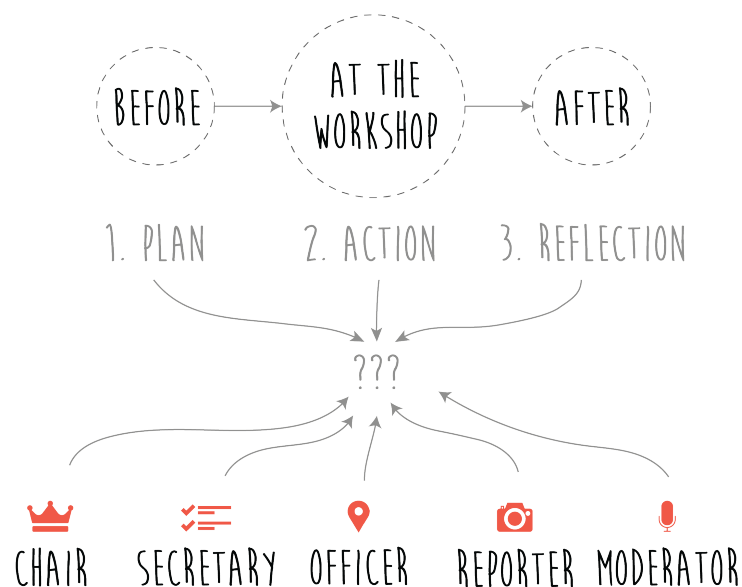 BEFORE
AT THE
WORKSHOP
AFTER
1. PLAN
2. ACTION
3. REFLECTION
???
CHAIR
SECRETARY
OFFICER
REPORTER
MODERATOR